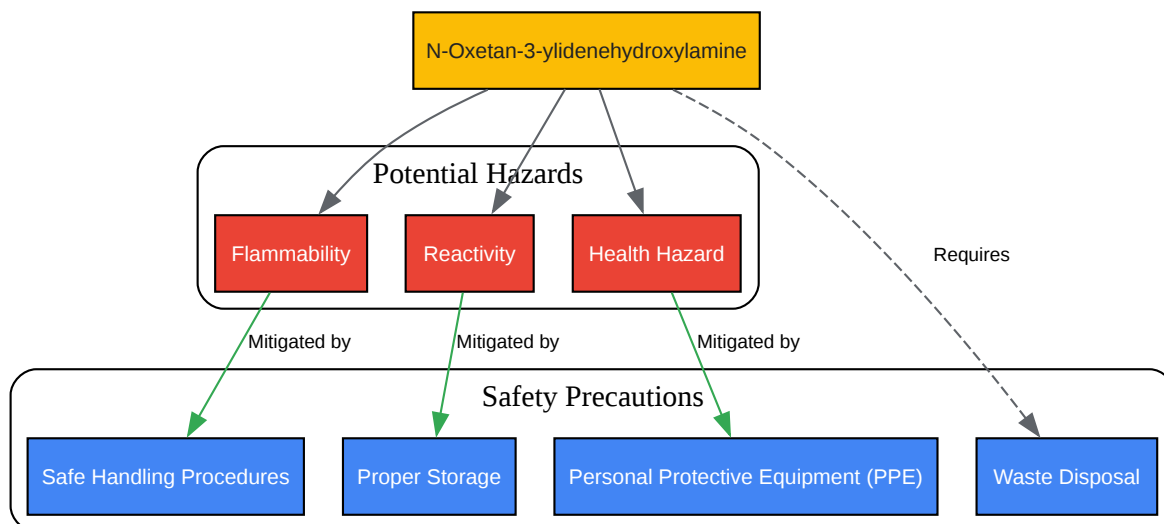 N-Oxetan-3-ylidenehydroxylamine
Potential Hazards
Flammability
Reactivity
Health Hazard
Requires
Mitigated by
Mitigated by
Mitigated by
Safety Precautions
Safe Handling Procedures
Proper Storage
Personal Protective Equipment (PPE)
Waste Disposal